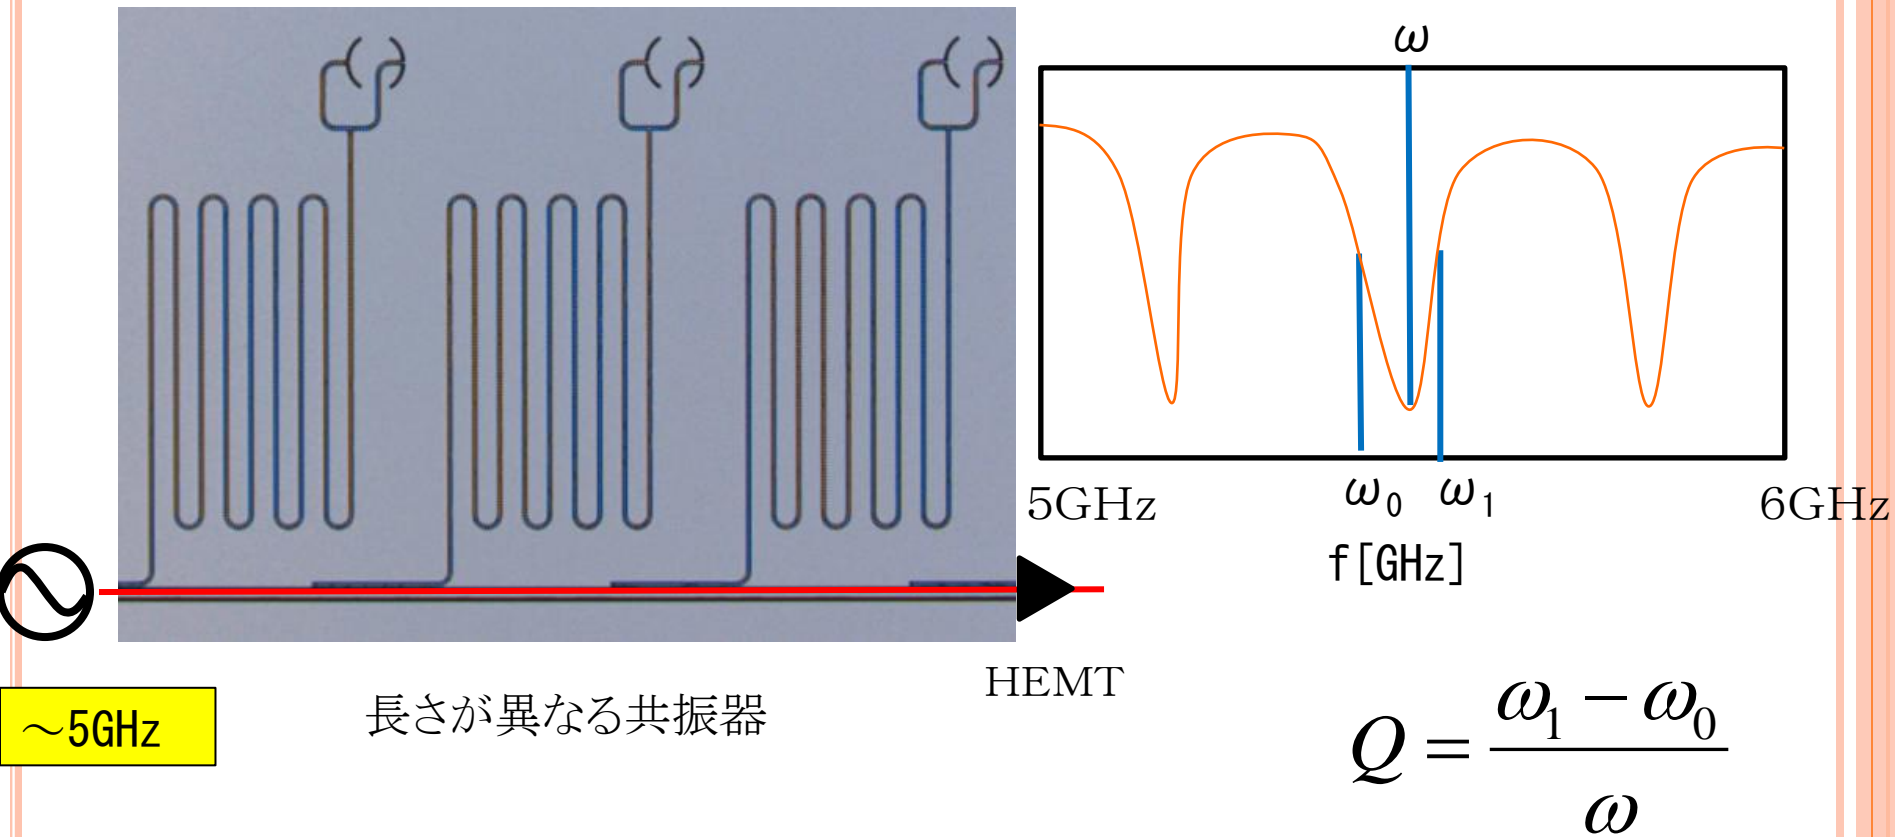 ω
5GHz
ω₀
ω₁
6GHz
f[GHz]
HEMT
～5GHz
長さが異なる共振器
Q = (ω₁ − ω₀) / ω